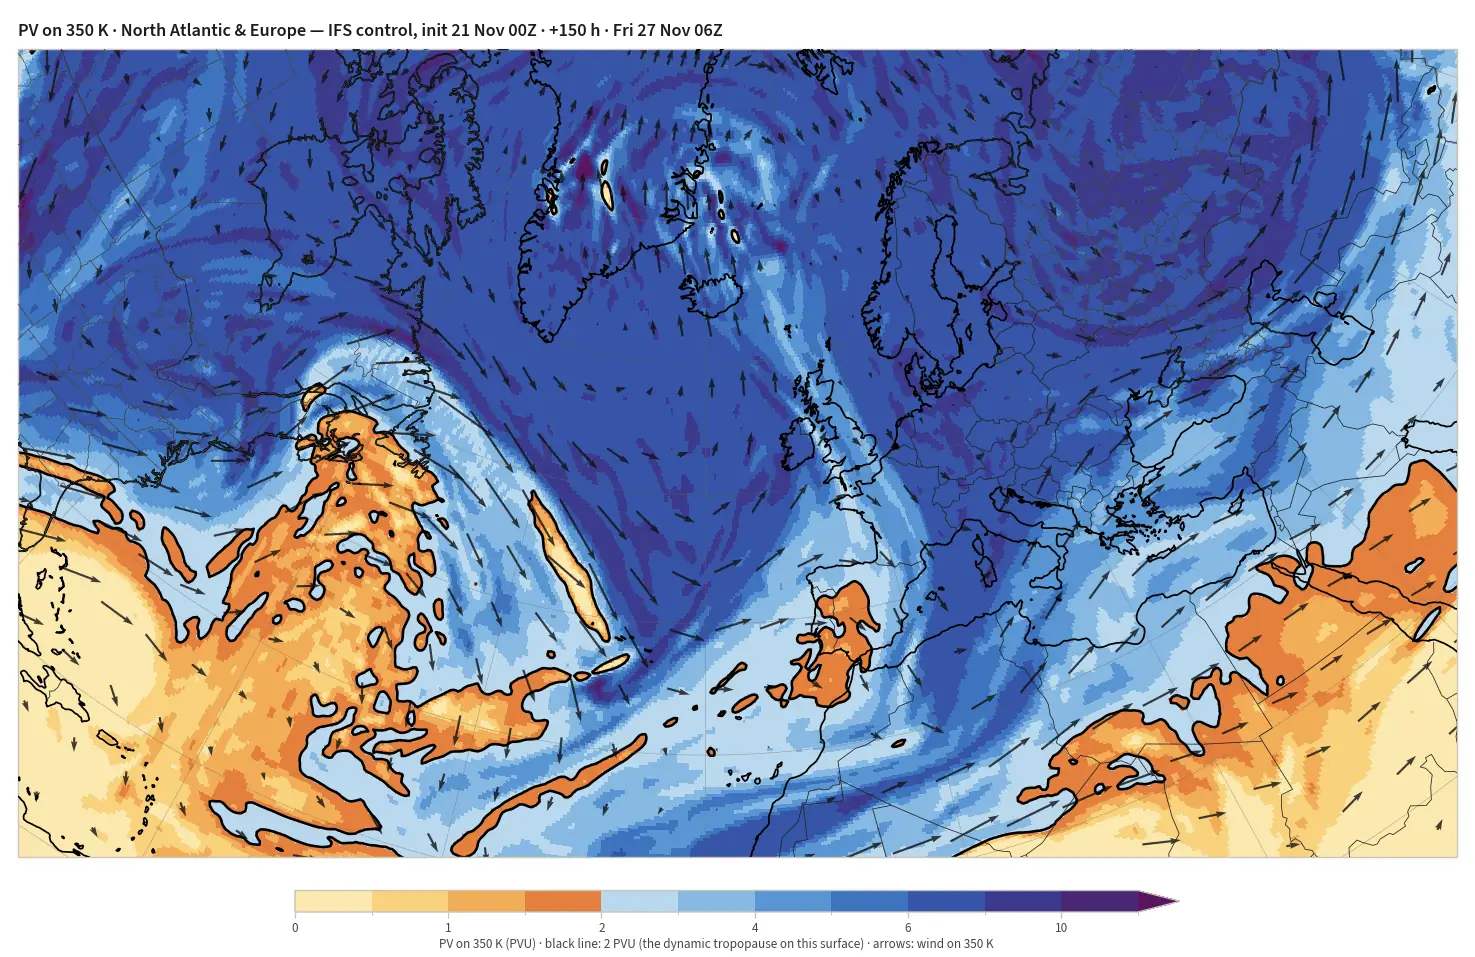 PV on 350 K · North Atlantic & Europe — IFS control, init 21 Nov 00Z · +150 h · Fri 27 Nov 06Z
0 1 2 4 6 10
PV on 350 K (PVU) · black line: 2 PVU (the dynamic tropopause on this surface) · arrows: wind on 350 K